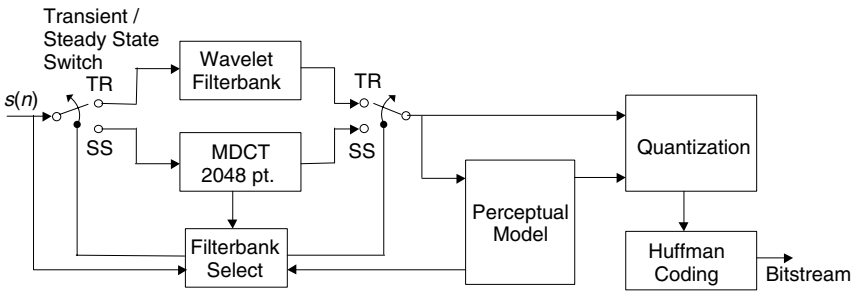 Transient /
Steady State
Switch
s(n)
TR
SS
Wavelet
Filterbank
MDCT
2048 pt.
Filterbank
Select
TR
SS
Perceptual
Model
Quantization
Huffman
Coding
Bitstream